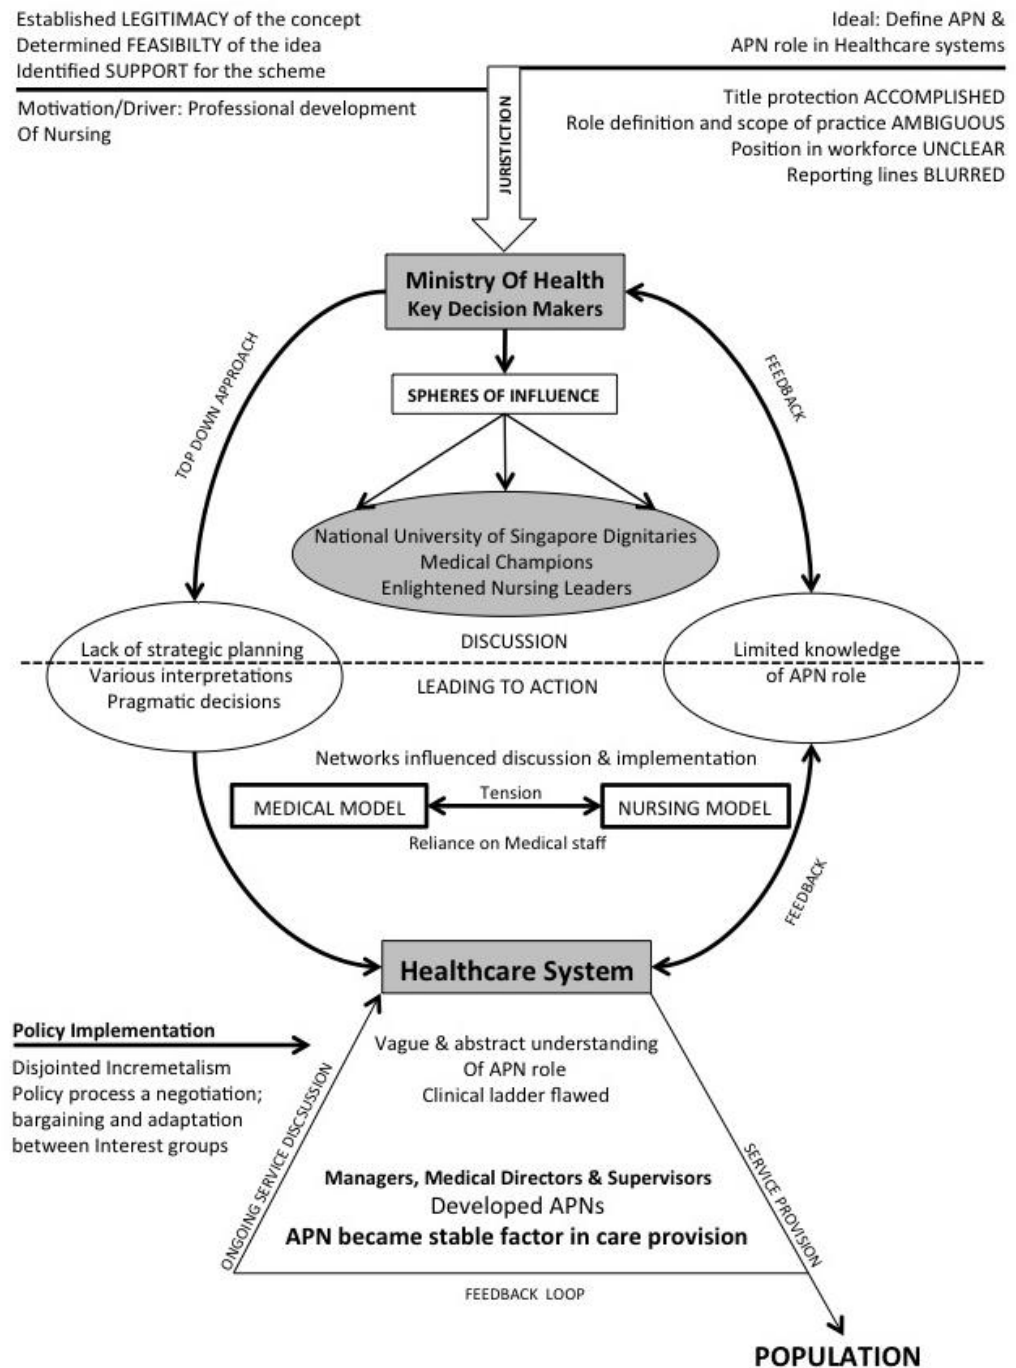 Established LEGITIMACY of the concept
Determined FEASIBILTY of the idea
Identified SUPPORT for the scheme
Motivation/Driver: Professional development
Of Nursing
Ideal: Define APN &
APN role in Healthcare systems
Title protection ACCOMPLISHED
Role definition and scope of practice AMBIGUOUS
Position in workforce UNCLEAR
Reporting lines BLURRED
JURISTICTION
Ministry Of Health
Key Decision Makers
TOP DOWN APPROACH
FEEDBACK
SPHERES OF INFLUENCE
National University of Singapore Dignitaries
Medical Champions
Enlightened Nursing Leaders
Lack of strategic planning
Various interpretations
Pragmatic decisions
DISCUSSION
LEADING TO ACTION
Limited knowledge
of APN role
Networks influenced discussion & implementation
MEDICAL MODEL
Tension
NURSING MODEL
Reliance on Medical staff
FEEDBACK
Healthcare System
Policy Implementation
Disjointed Incremetalism
Policy process a negotiation;
bargaining and adaptation
between Interest groups
ONGOING SERVICE DISCSUSSION
Vague & abstract understanding
Of APN role
Clinical ladder flawed
SERVICE PROVISION
Managers, Medical Directors & Supervisors
Developed APNs
APN became stable factor in care provision
FEEDBACK LOOP
POPULATION